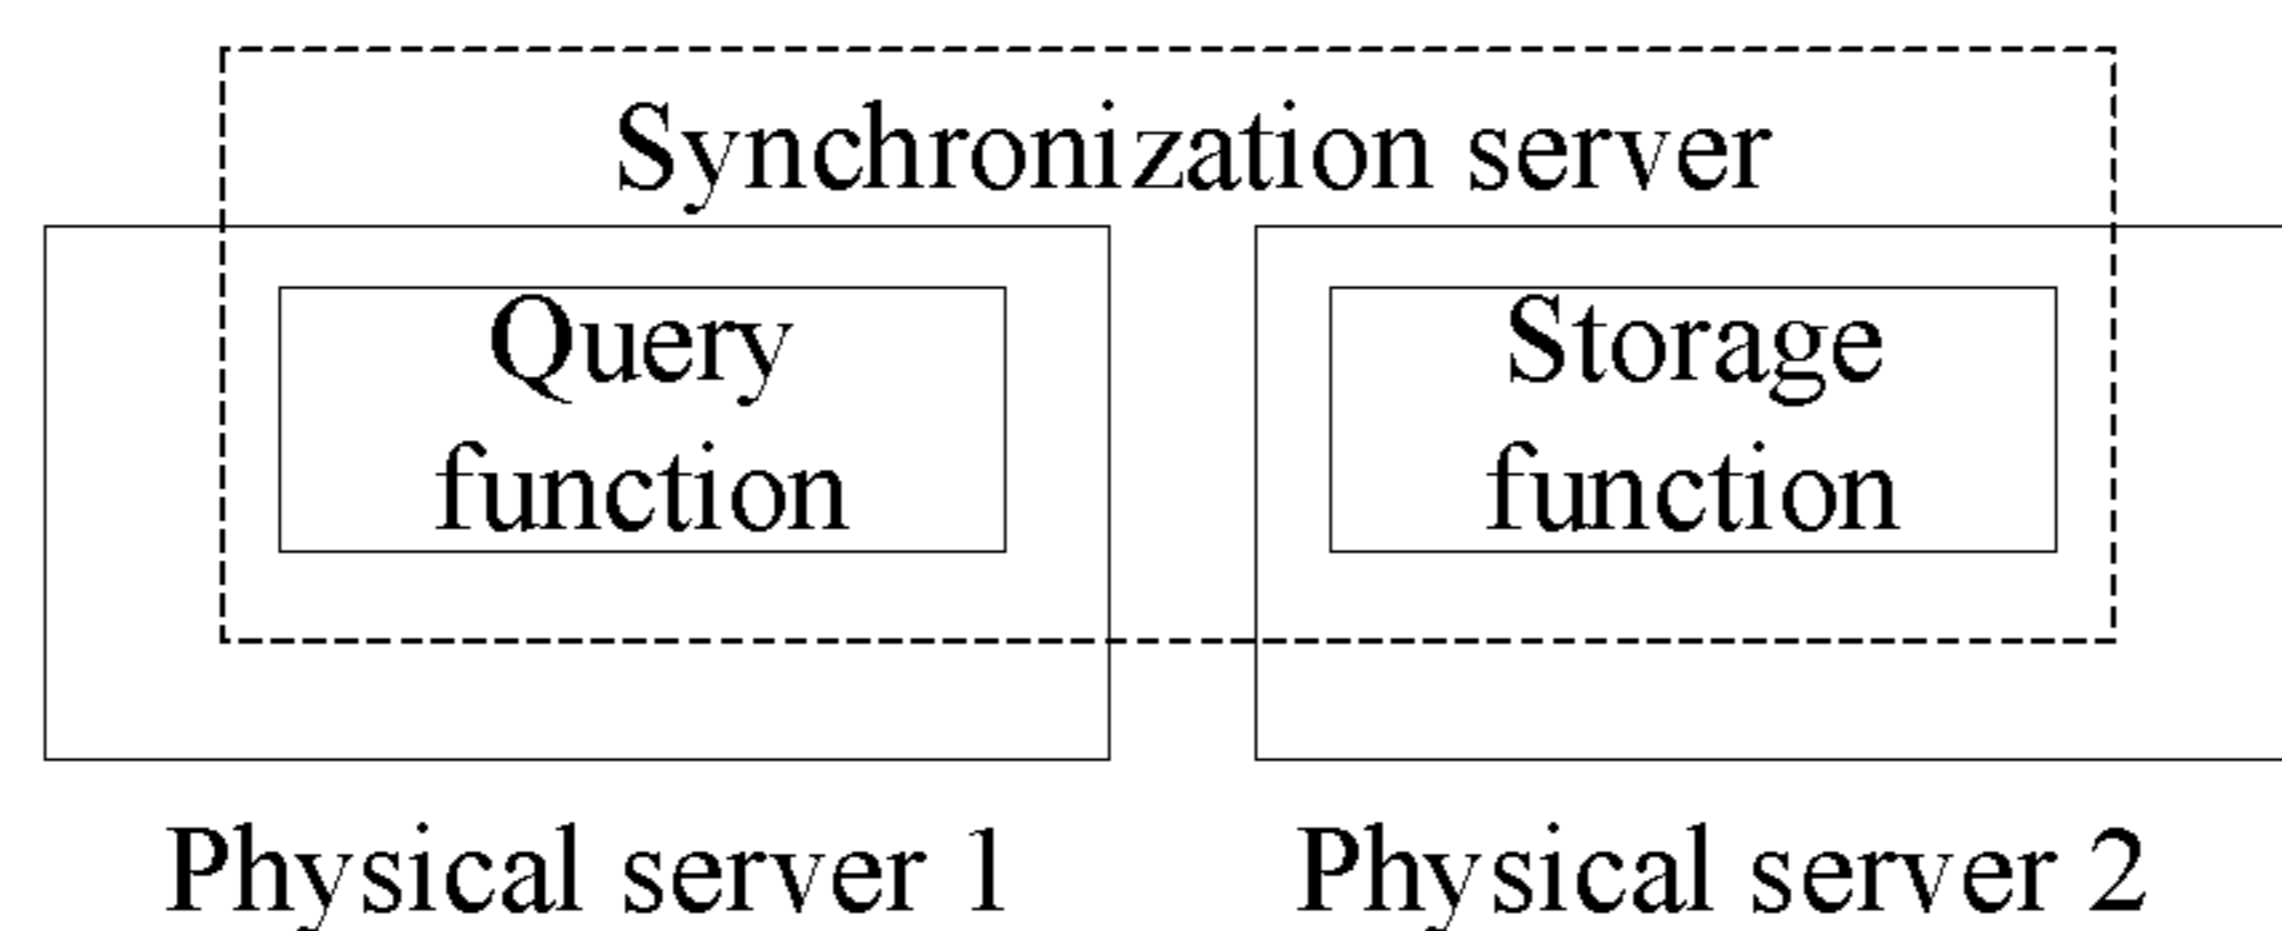 Synchronization server
Query
function
Storage
function
Physical server 1
Physical server 2